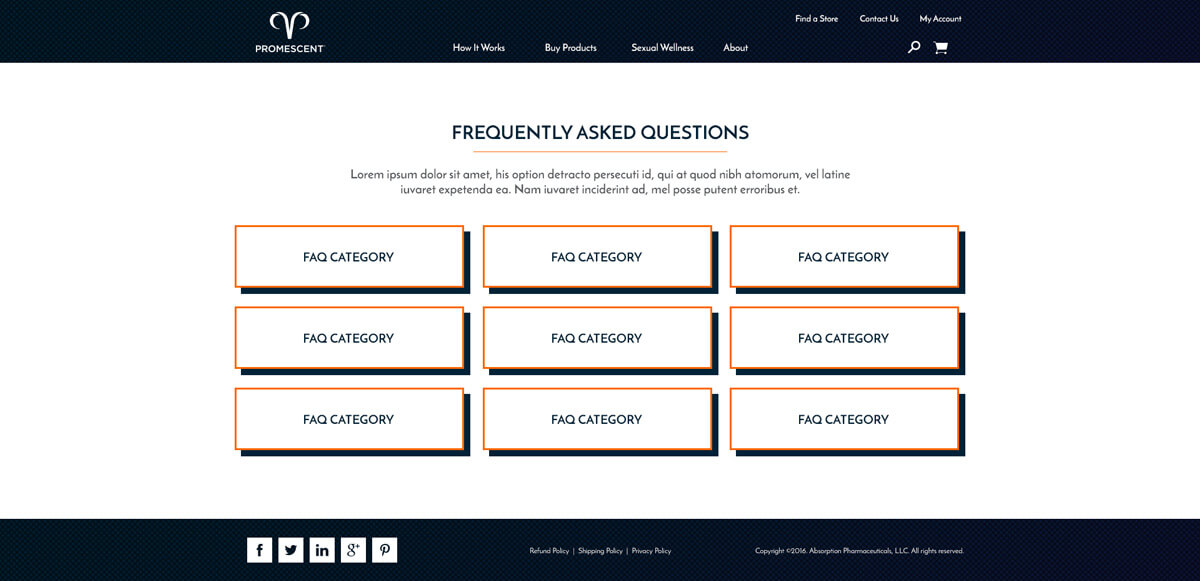 Find a Store Contact Us My Account
PROMESCENT
How It Works Buy Products Sexual Wellness About
FREQUENTLY ASKED QUESTIONS
Lorem ipsum dolor sit amet, his option detracto persecuti id, qui at quod nibh atomorum, vel latine
iuvaret expetenda ea. Nam iuvaret inciderint ad, mel posse putent erroribus et.
FAQ CATEGORY FAQ CATEGORY FAQ CATEGORY
FAQ CATEGORY FAQ CATEGORY FAQ CATEGORY
FAQ CATEGORY FAQ CATEGORY FAQ CATEGORY
f in g+
Refund Policy | Shipping Policy | Privacy Policy
Copyright ©2016. Absorption Pharmaceuticals, LLC. All rights reserved.